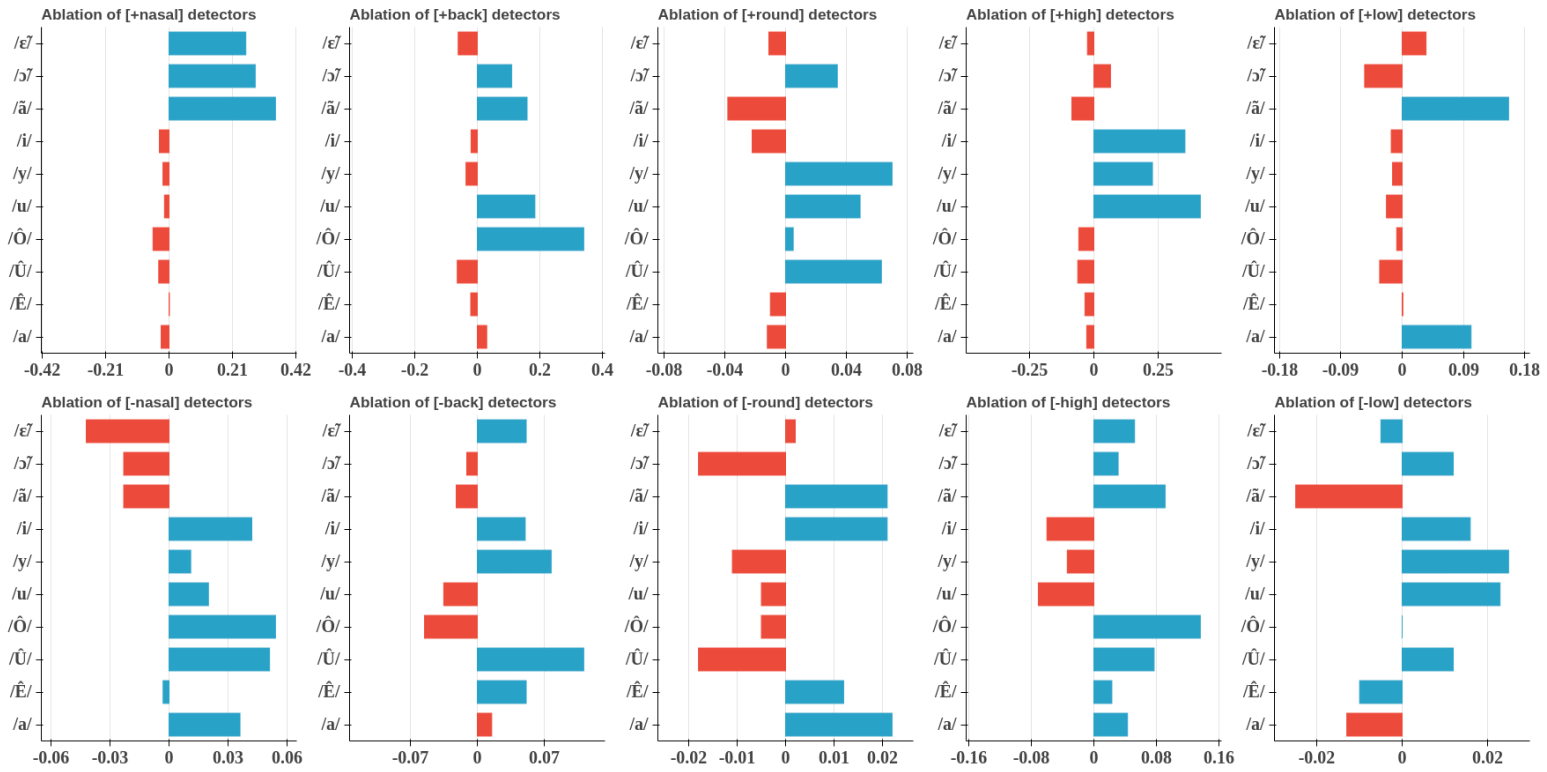 Ablation of [+nasal] detectors
/ɛ̃/
/ɔ̃/
/ã/
/i/
/y/
/u/
/Ô/
/Û/
/Ê/
/a/
-0.42 -0.21 0 0.21 0.42
Ablation of [+back] detectors
/ɛ̃/
/ɔ̃/
/ã/
/i/
/y/
/u/
/Ô/
/Û/
/Ê/
/a/
-0.4 -0.2 0 0.2 0.4
Ablation of [+round] detectors
/ɛ̃/
/ɔ̃/
/ã/
/i/
/y/
/u/
/Ô/
/Û/
/Ê/
/a/
-0.08 -0.04 0 0.04 0.08
Ablation of [+high] detectors
/ɛ̃/
/ɔ̃/
/ã/
/i/
/y/
/u/
/Ô/
/Û/
/Ê/
/a/
-0.25 0 0.25
Ablation of [+low] detectors
/ɛ̃/
/ɔ̃/
/ã/
/i/
/y/
/u/
/Ô/
/Û/
/Ê/
/a/
-0.18 -0.09 0 0.09 0.18
Ablation of [-nasal] detectors
/ɛ̃/
/ɔ̃/
/ã/
/i/
/y/
/u/
/Ô/
/Û/
/Ê/
/a/
-0.06 -0.03 0 0.03 0.06
Ablation of [-back] detectors
/ɛ̃/
/ɔ̃/
/ã/
/i/
/y/
/u/
/Ô/
/Û/
/Ê/
/a/
-0.07 0 0.07
Ablation of [-round] detectors
/ɛ̃/
/ɔ̃/
/ã/
/i/
/y/
/u/
/Ô/
/Û/
/Ê/
/a/
-0.02 -0.01 0 0.01 0.02
Ablation of [-high] detectors
/ɛ̃/
/ɔ̃/
/ã/
/i/
/y/
/u/
/Ô/
/Û/
/Ê/
/a/
-0.16 -0.08 0 0.08 0.16
Ablation of [-low] detectors
/ɛ̃/
/ɔ̃/
/ã/
/i/
/y/
/u/
/Ô/
/Û/
/Ê/
/a/
-0.02 0 0.02